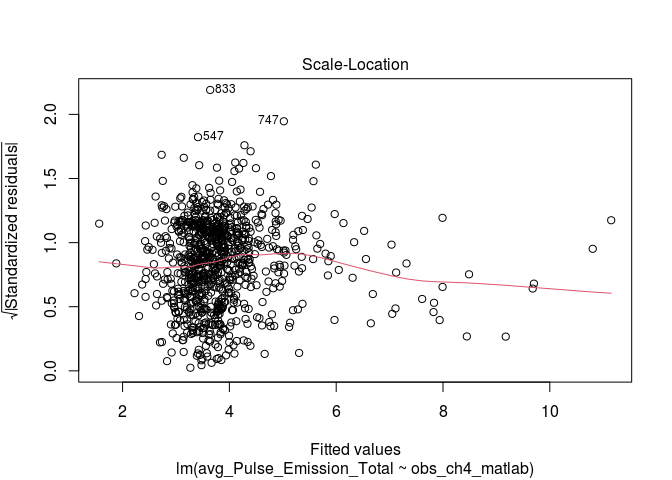 Scale-Location
√|Standardized residuals|
2.0
1.5
1.0
0.5
0.0
833
747
547
2 4 6 8 10
Fitted values
lm(avg_Pulse_Emission_Total ~ obs_ch4_matlab)